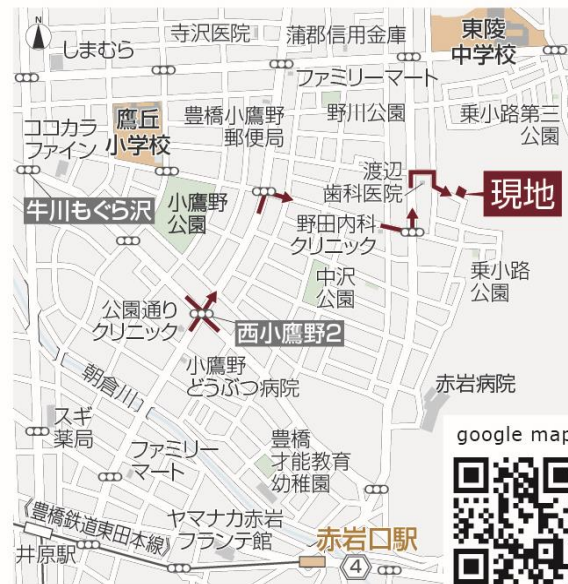 東陵
中学校
寺沢医院
蒲郡信用金庫
しまむら
ファミリーマート
鷹丘
小学校
豊橋小鷹野
郵便局
野川公園
乗小路第三
公園
ココカラ
ファイン
渡辺
歯科医院
現地
牛川もぐら沢
小鷹野
公園
野田内科
クリニック
中沢
公園
乗小路
公園
公園通り
クリニック
西小鷹野2
小鷹野
どうぶつ病院
朝倉川
赤岩病院
スギ
薬局
豊橋
才能教育
幼稚園
google map
ファミリー
マート
《豊橋鉄道東田本線》
ヤマナカ赤岩
フランテ館
赤岩口駅
井原駅
4